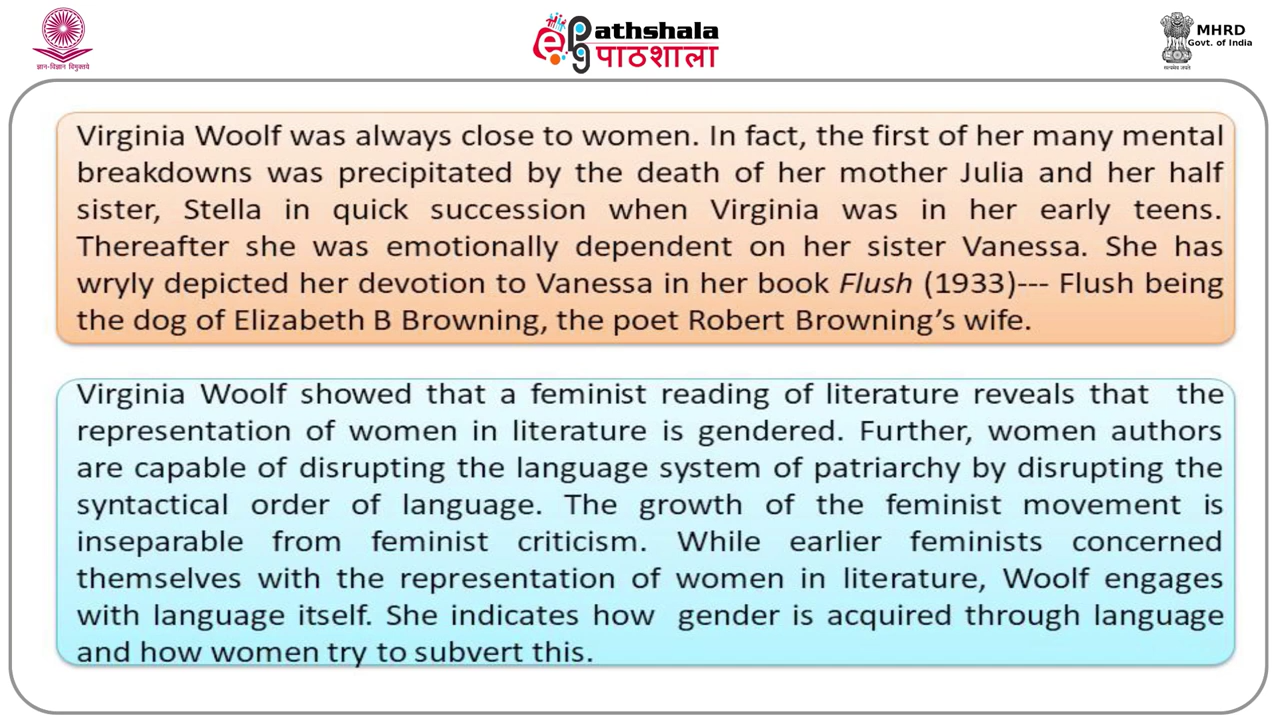 ज्ञान-विज्ञान विमुक्तये
epathshala
पाठशाला
MHRD
Govt. of India
सत्यमेव जयते
Virginia Woolf was always close to women. In fact, the first of her many mental
breakdowns was precipitated by the death of her mother Julia and her half
sister, Stella in quick succession when Virginia was in her early teens.
Thereafter she was emotionally dependent on her sister Vanessa. She has
wryly depicted her devotion to Vanessa in her book Flush (1933)--- Flush being
the dog of Elizabeth B Browning, the poet Robert Browning’s wife.
Virginia Woolf showed that a feminist reading of literature reveals that the
representation of women in literature is gendered. Further, women authors
are capable of disrupting the language system of patriarchy by disrupting the
syntactical order of language. The growth of the feminist movement is
inseparable from feminist criticism. While earlier feminists concerned
themselves with the representation of women in literature, Woolf engages
with language itself. She indicates how gender is acquired through language
and how women try to subvert this.